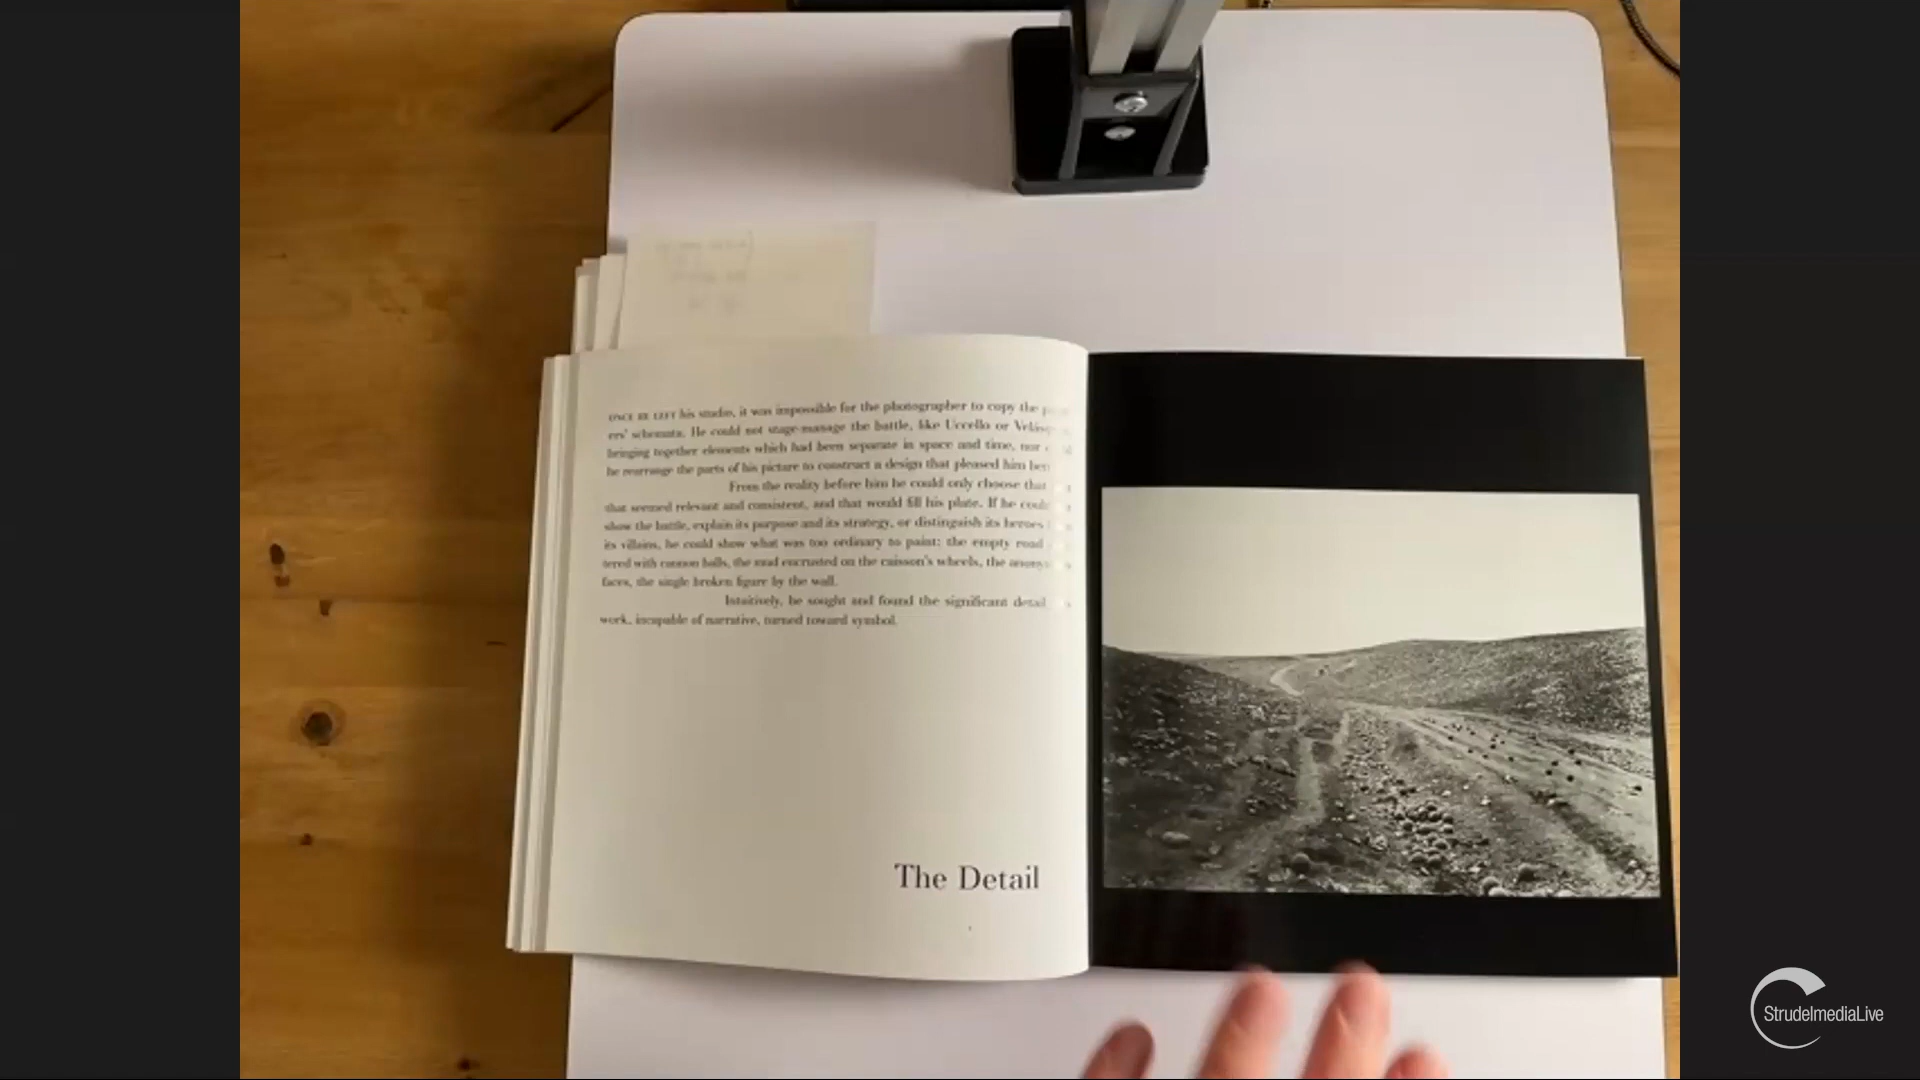 ONCE HE LEFT his studio, it was impossible for the photographer to copy the
ers' schemata. He could not stage-manage the battle, like Uccello or
bringing together elements which had been separate in space and time, nor
he rearrange the parts of his picture to construct a design that pleased him
From the reality before him he could only choose that
that seemed relevant and consistent, and that would fill his plate. If he
show the battle, explain its purpose and its strategy, or distinguish its heroes
its villains, he could show what was too ordinary to paint: the empty road
tered with cannon balls, the mud encrusted on the caisson's wheels, the
faces, the single broken figure by the wall.
Intuitively, he sought and found the significant detail.
work, incapable of narrative, turned toward symbol.
The Detail
StrudelmediaLive